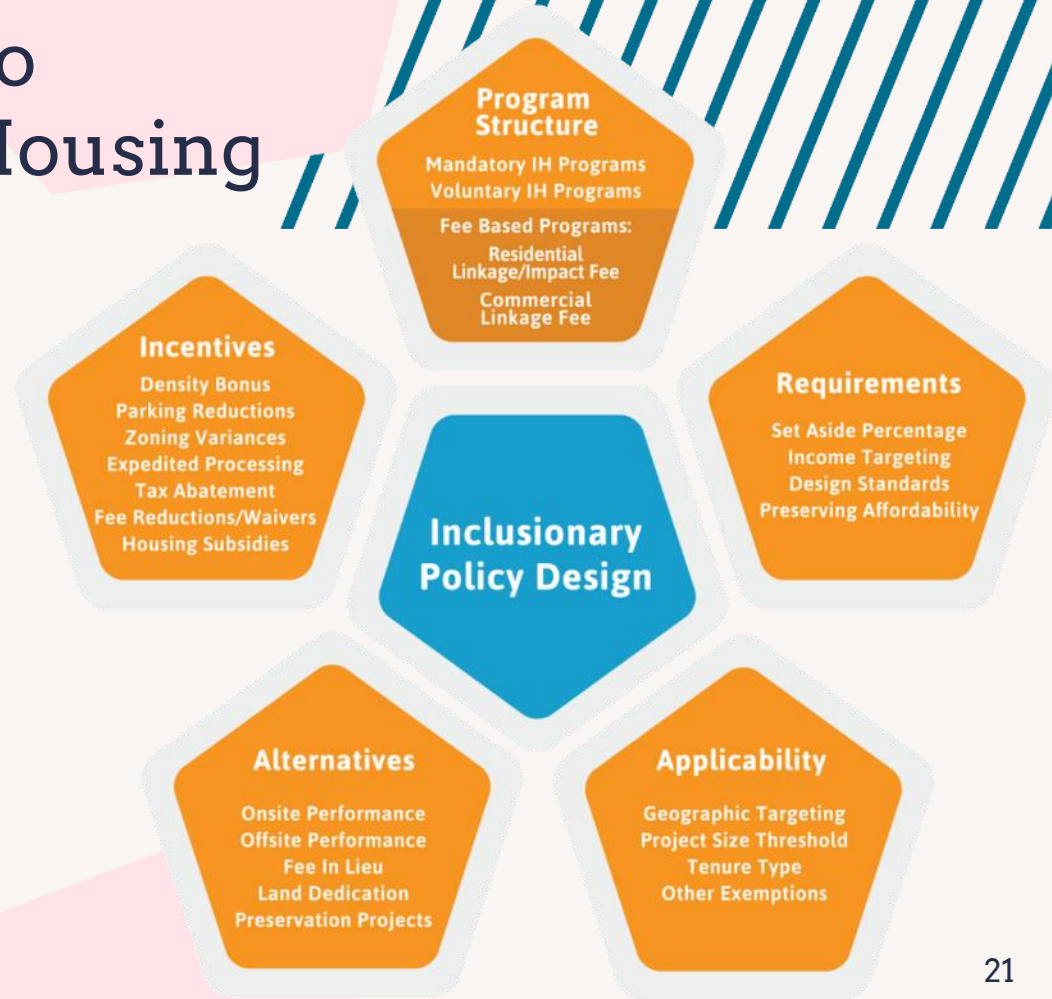 o
Housing
Program
Structure
Mandatory IH Programs
Voluntary IH Programs
Fee Based Programs:
Residential
Linkage/Impact Fee
Commercial
Linkage Fee
Incentives
Density Bonus
Parking Reductions
Zoning Variances
Expedited Processing
Tax Abatement
Fee Reductions/Waivers
Housing Subsidies
Requirements
Set Aside Percentage
Income Targeting
Design Standards
Preserving Affordability
Inclusionary
Policy Design
Alternatives
Onsite Performance
Offsite Performance
Fee In Lieu
Land Dedication
Preservation Projects
Applicability
Geographic Targeting
Project Size Threshold
Tenure Type
Other Exemptions
21